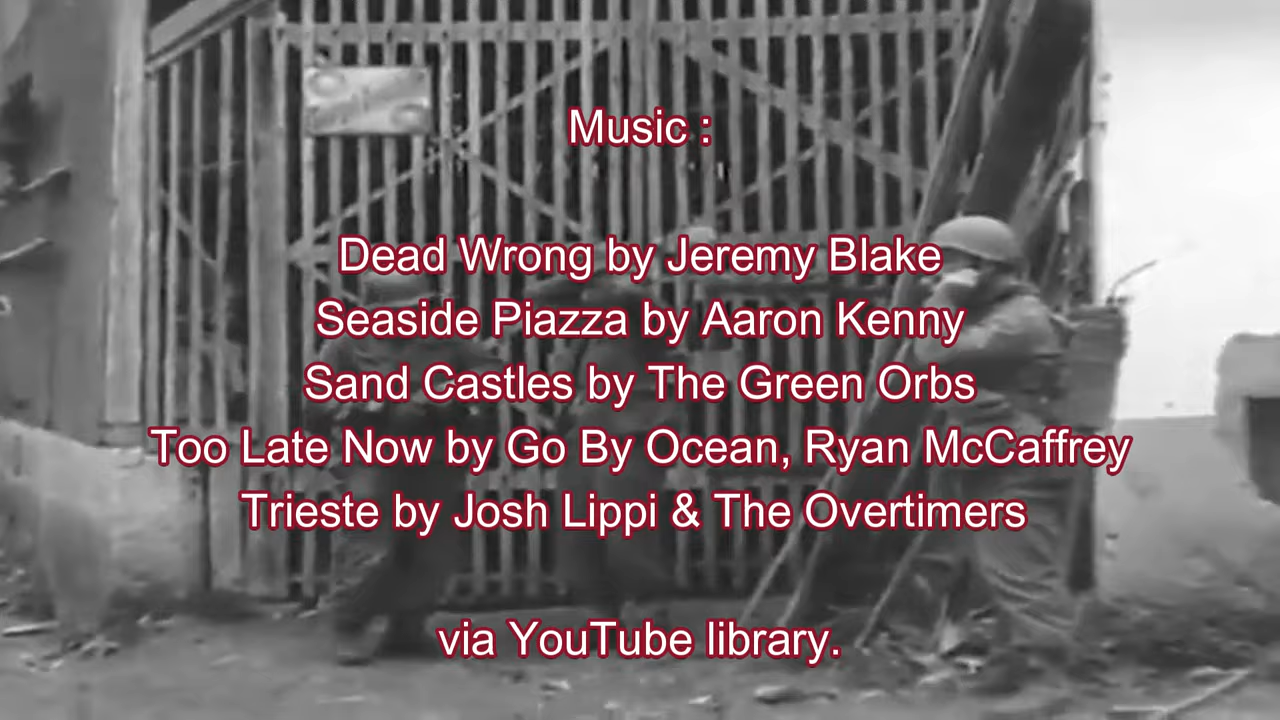 Music :
Dead Wrong by Jeremy Blake
Seaside Piazza by Aaron Kenny
Sand Castles by The Green Orbs
Too Late Now by Go By Ocean, Ryan McCaffrey
Trieste by Josh Lippi & The Overtimers
via YouTube library.